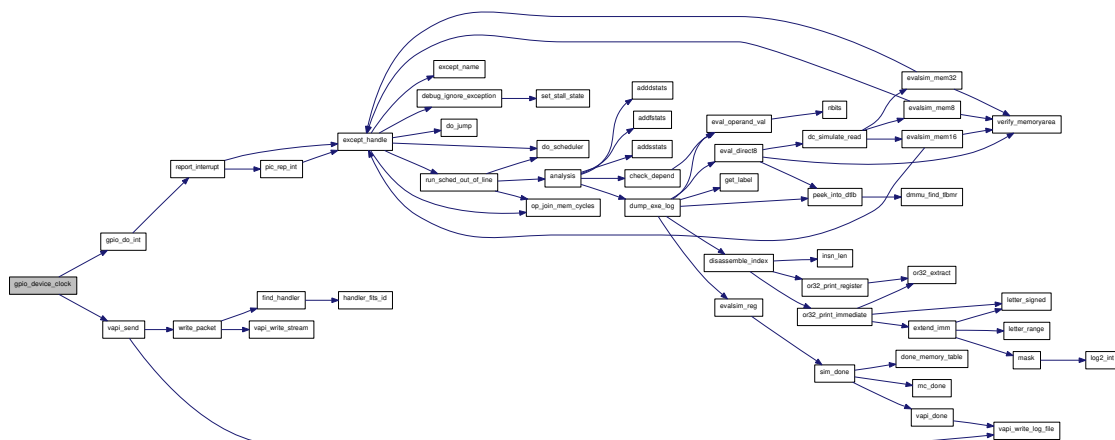 gpio_device_clock
gpio_do_int
vapi_send
report_interrupt
write_packet
pic_rep_int
find_handler
vapi_write_stream
except_handle
handler_fits_id
except_name
debug_ignore_exception
do_jump
run_sched_out_of_line
set_stall_state
do_scheduler
analysis
op_join_mem_cycles
adddstats
addfstats
addsstats
check_depend
dump_exe_log
eval_operand_val
eval_direct8
get_label
disassemble_index
evalsim_reg
nbits
dc_simulate_read
peek_into_dtlb
insn_len
or32_print_register
or32_print_immediate
sim_done
evalsim_mem32
evalsim_mem8
evalsim_mem16
dmmu_find_tlbmr
or32_extract
extend_imm
done_memory_table
mc_done
vapi_done
verify_memoryarea
letter_signed
letter_range
mask
vapi_write_log_file
log2_int